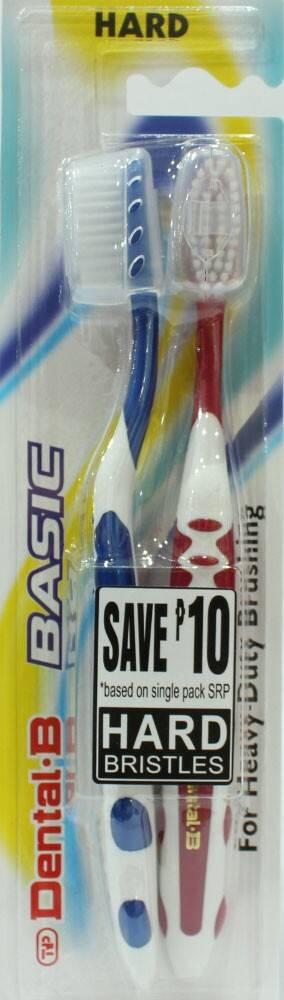 HARD
BASIC
Dental·B
For Heavy Duty Brushing
SAVE ₱10
*based on single pack SRP
HARD
BRISTLES